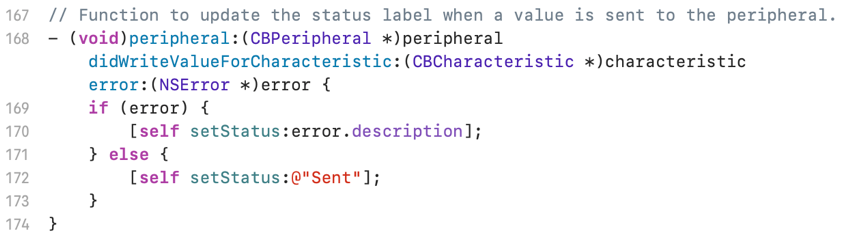 167 // Function to update the status label when a value is sent to the peripheral.
168 - (void)peripheral:(CBPeripheral *)peripheral
didWriteValueForCharacteristic:(CBCharacteristic *)characteristic
error:(NSError *)error {
169 if (error) {
170 [self setStatus:error.description];
171 } else {
172 [self setStatus:@"Sent"];
173 }
174 }